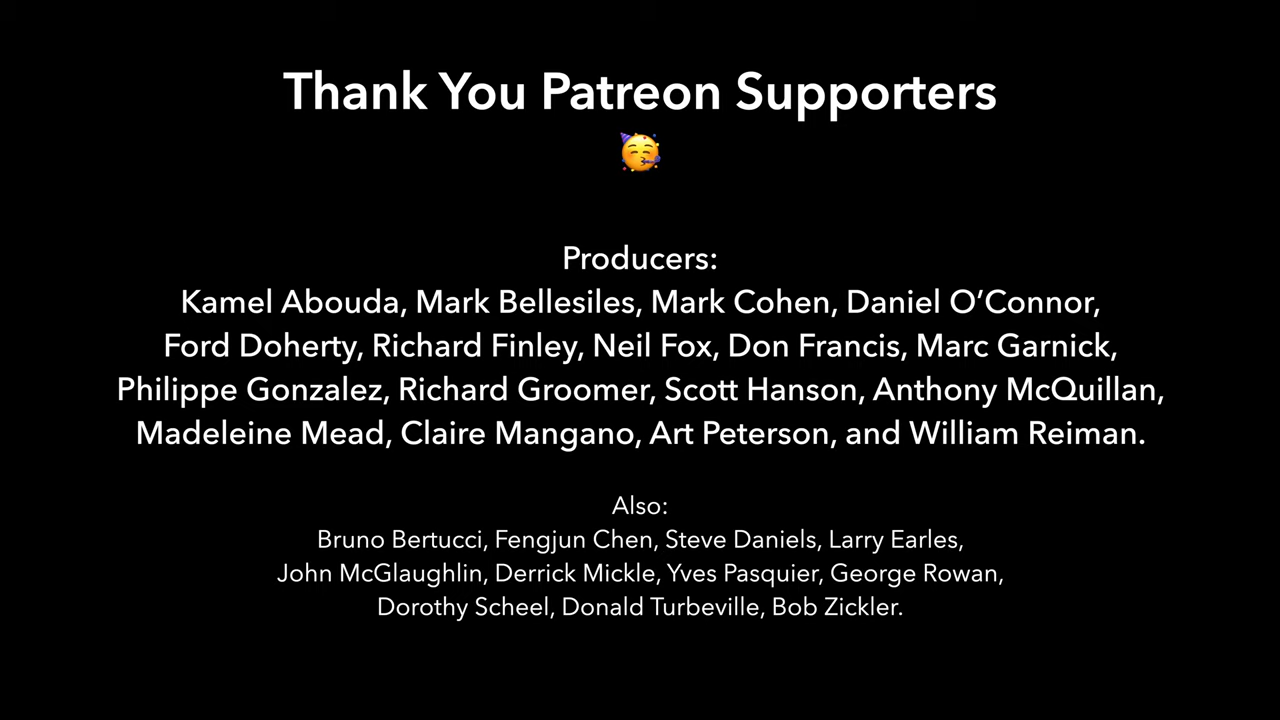 Thank You Patreon Supporters
🥳
Producers:
Kamel Abouda, Mark Bellesiles, Mark Cohen, Daniel O’Connor,
Ford Doherty, Richard Finley, Neil Fox, Don Francis, Marc Garnick,
Philippe Gonzalez, Richard Groomer, Scott Hanson, Anthony McQuillan,
Madeleine Mead, Claire Mangano, Art Peterson, and William Reiman.
Also:
Bruno Bertucci, Fengjun Chen, Steve Daniels, Larry Earles,
John McGlaughlin, Derrick Mickle, Yves Pasquier, George Rowan,
Dorothy Scheel, Donald Turbeville, Bob Zickler.